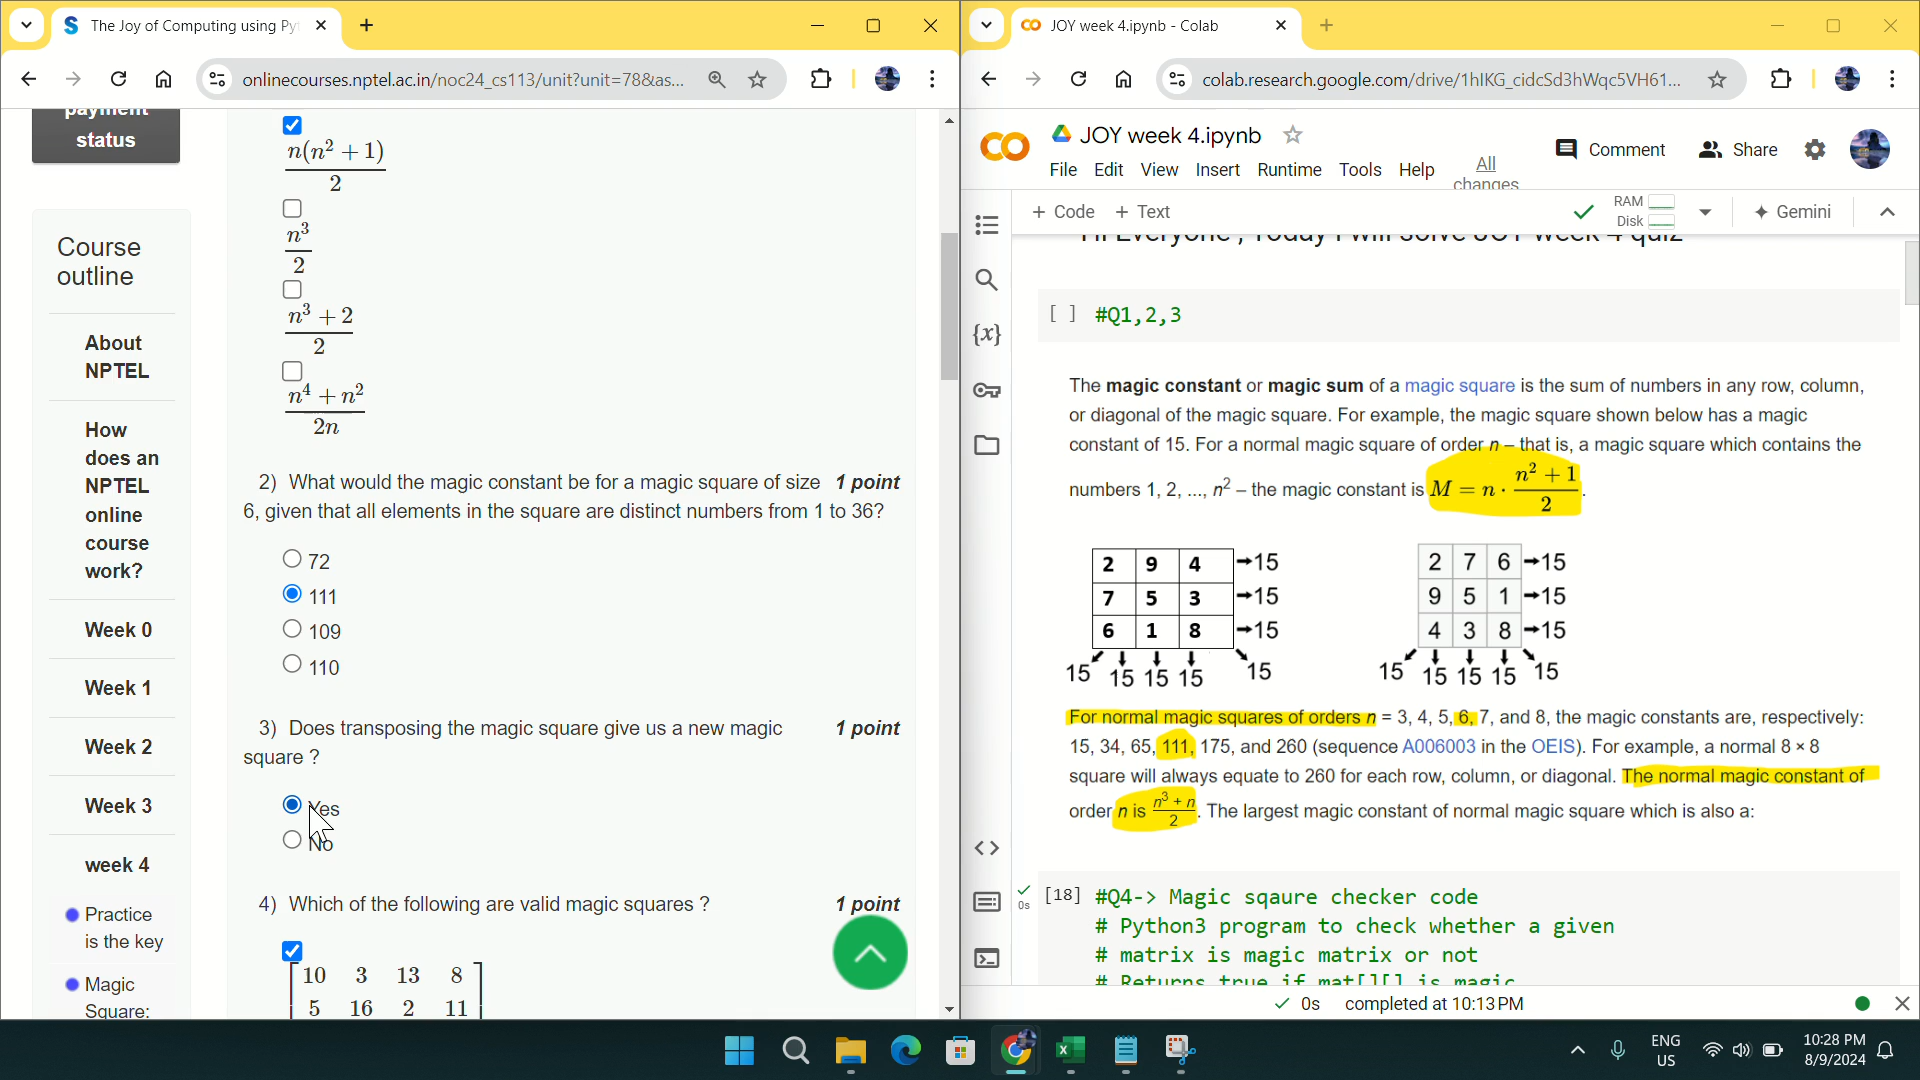 The Joy of Computing using Py
onlinecourses.nptel.ac.in/noc24_cs113/unit?unit=78&as...
payment
status
Course
outline
About
NPTEL
How
does an
NPTEL
online
course
work?
Week 0
Week 1
Week 2
Week 3
week 4
Practice
is the key
Magic
Square:
n(n² + 1)
2
n³
2
n³ + 2
2
n⁴ + n²
2n
2) What would the magic constant be for a magic square of size 1 point
6, given that all elements in the square are distinct numbers from 1 to 36?
72
111
109
110
3) Does transposing the magic square give us a new magic 1 point
square ?
Yes
No
4) Which of the following are valid magic squares ? 1 point
10 3 13 8
5 16 2 11
JOY week 4.ipynb - Colab
colab.research.google.com/drive/1hIKG_cidcSd3hWqc5VH61...
JOY week 4.ipynb
File Edit View Insert Runtime Tools Help All changes
Comment Share
+ Code + Text
RAM
Disk
Gemini
Hi Everyone , Today I will solve JOY week 4 quiz
{x}
[ ] #Q1,2,3
The magic constant or magic sum of a magic square is the sum of numbers in any row, column,
or diagonal of the magic square. For example, the magic square shown below has a magic
constant of 15. For a normal magic square of order n – that is, a magic square which contains the
numbers 1, 2, ..., n² – the magic constant is M = n · (n² + 1)/2.
2 9 4 →15
7 5 3 →15
6 1 8 →15
15 15 15 15 15
2 7 6 →15
9 5 1 →15
4 3 8 →15
15 15 15 15 15
For normal magic squares of orders n = 3, 4, 5, 6, 7, and 8, the magic constants are, respectively:
15, 34, 65, 111, 175, and 260 (sequence A006003 in the OEIS). For example, a normal 8 × 8
square will always equate to 260 for each row, column, or diagonal. The normal magic constant of
order n is (n³ + n)/2. The largest magic constant of normal magic square which is also a:
0s
[18] #Q4-> Magic sqaure checker code
# Python3 program to check whether a given
# matrix is magic matrix or not
# Returns true if mat[][] is magic
0s completed at 10:13 PM
ENG
US
10:28 PM
8/9/2024